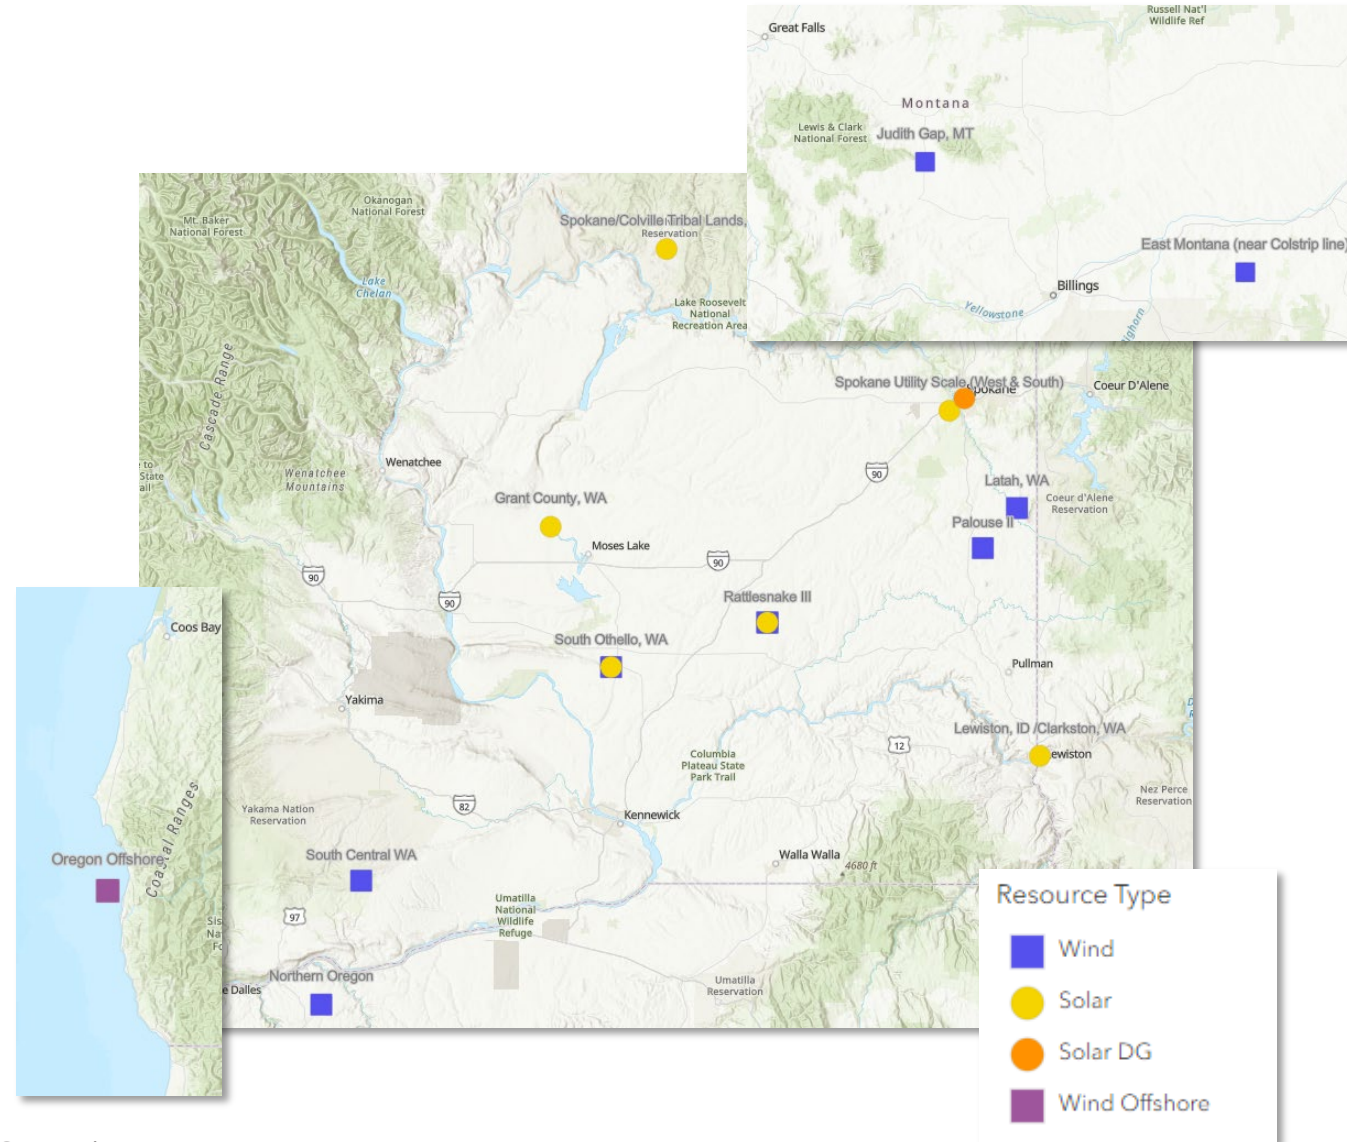 Russell Nat'l
Wildlife Ref
Great Falls
Montana
Lewis & Clark
National Forest
Judith Gap, MT
East Montana (near Colstrip line)
Billings
Yellowstone
Okanogan
National Forest
Mt. Baker
National Forest
Spokane/Colville Tribal Lands,
Reservation
Lake
Chelan
Lake Roosevelt
National
Recreation Area
Cascade Range
Spokane Utility Scale (West & South)
Coeur D'Alene
Wenatchee
Wenatchee
Mountains
State
90
Latah, WA
Coeur d'Alene
Reservation
Grant County, WA
Palouse II
Moses Lake
90
90
90
Rattlesnake III
South Othello, WA
Coos Bay
Pullman
Yakima
Lewiston, ID /Clarkston, WA
ewiston
12
Columbia
Plateau State
Park Trail
Nez Perce
Reservation
82
Yakama Nation
Reservation
Kennewick
Coastal Ranges
Oregon Offshore
South Central WA
Walla Walla
4680 ft
97
Umatilla
National
Wildlife
Refuge
Northern Oregon
e Dalles
Umatilla
Reservation
Resource Type
Wind
Solar
Solar DG
Wind Offshore